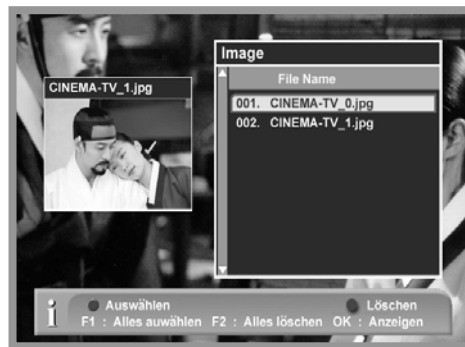 Image
CINEMA-TV_1.jpg
File Name
001. CINEMA-TV_0.jpg
002. CINEMA-TV_1.jpg
i
Auswählen
Löschen
F1 : Alles auwählen F2 : Alles löschen OK : Anzeigen